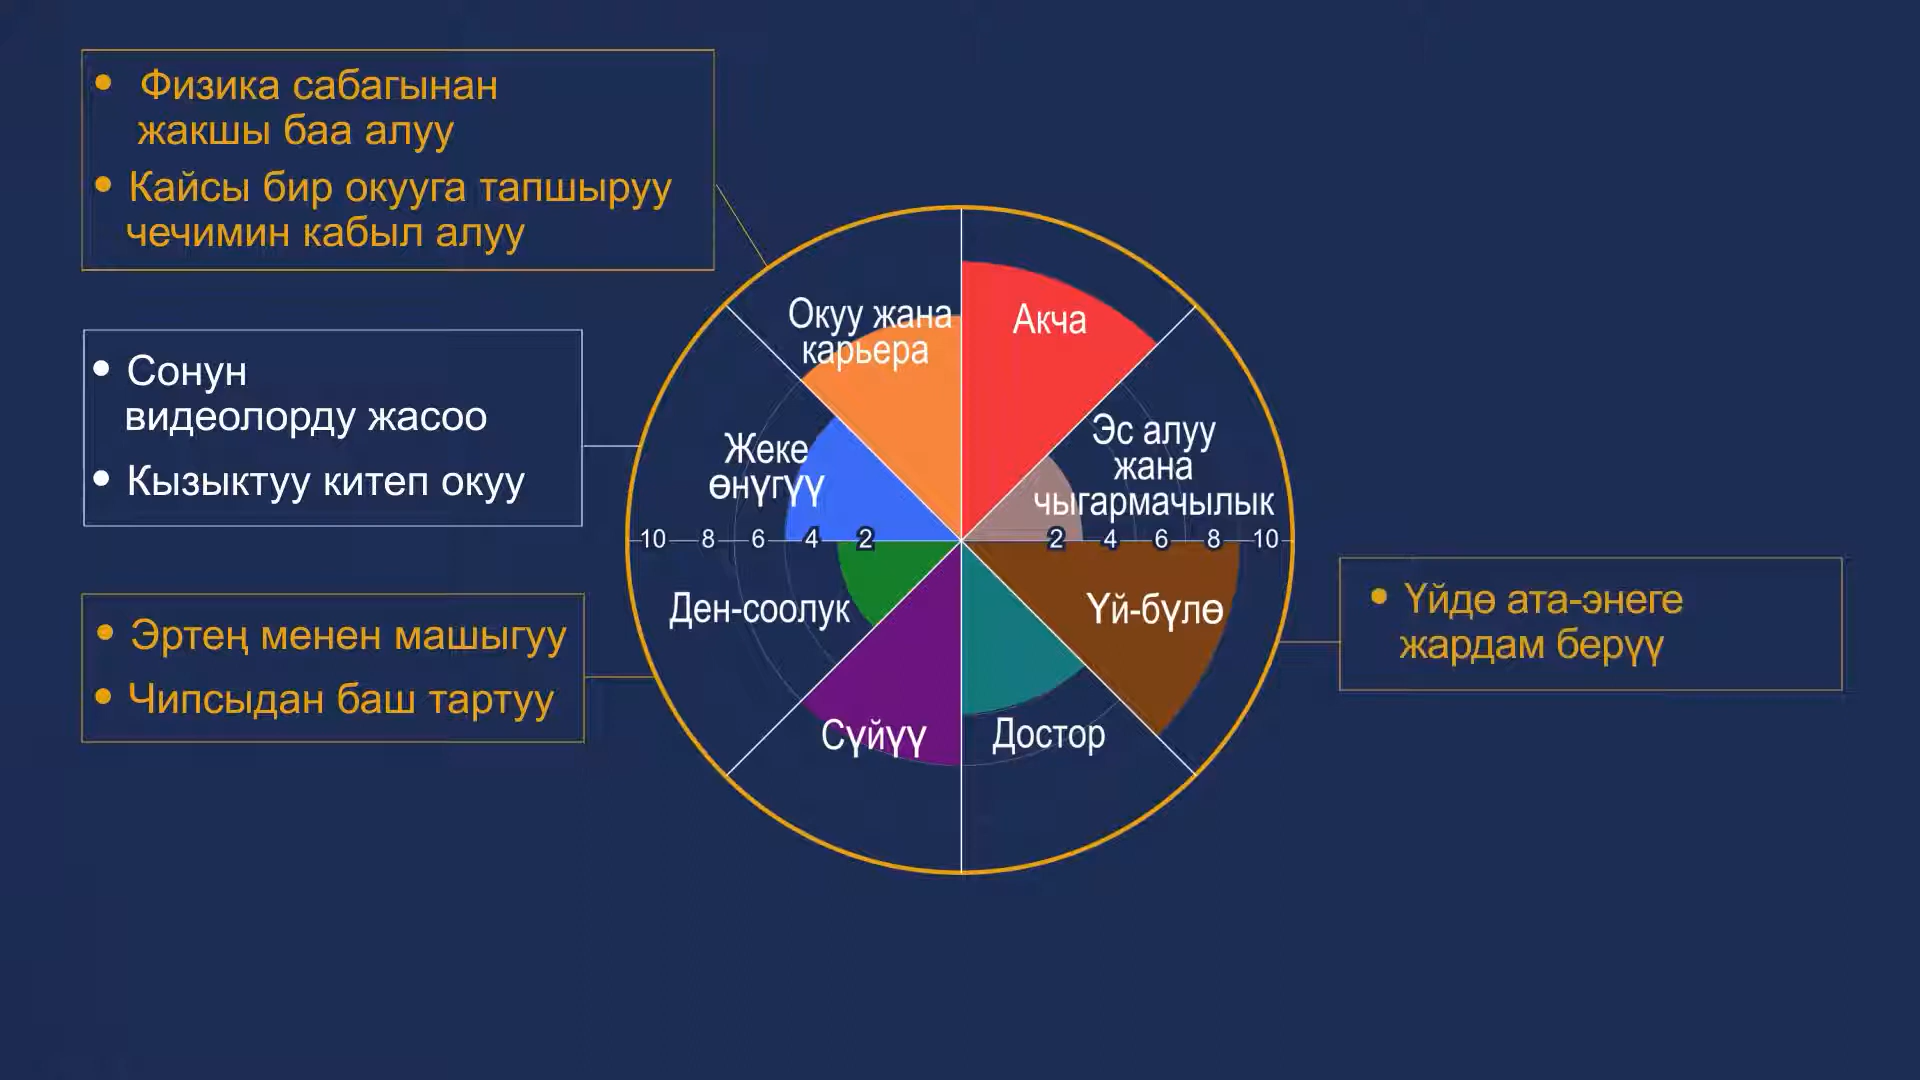 • Физика сабагынан
жакшы баа алуу
• Кайсы бир окууга тапшыруу
чечимин кабыл алуу
• Сонун
видеолорду жасоо
• Кызыктуу китеп окуу
• Эртең менен машыгуу
• Чипсыдан баш тартуу
Окуу жана
карьера
Акча
Жеке
өнүгүү
Эс алуу
жана
чыгармачылык
10 8 6 4 2 2 4 6 8 10
Ден-соолук
Үй-бүлө
Сүйүү
Достор
• Үйдө ата-энеге
жардам берүү